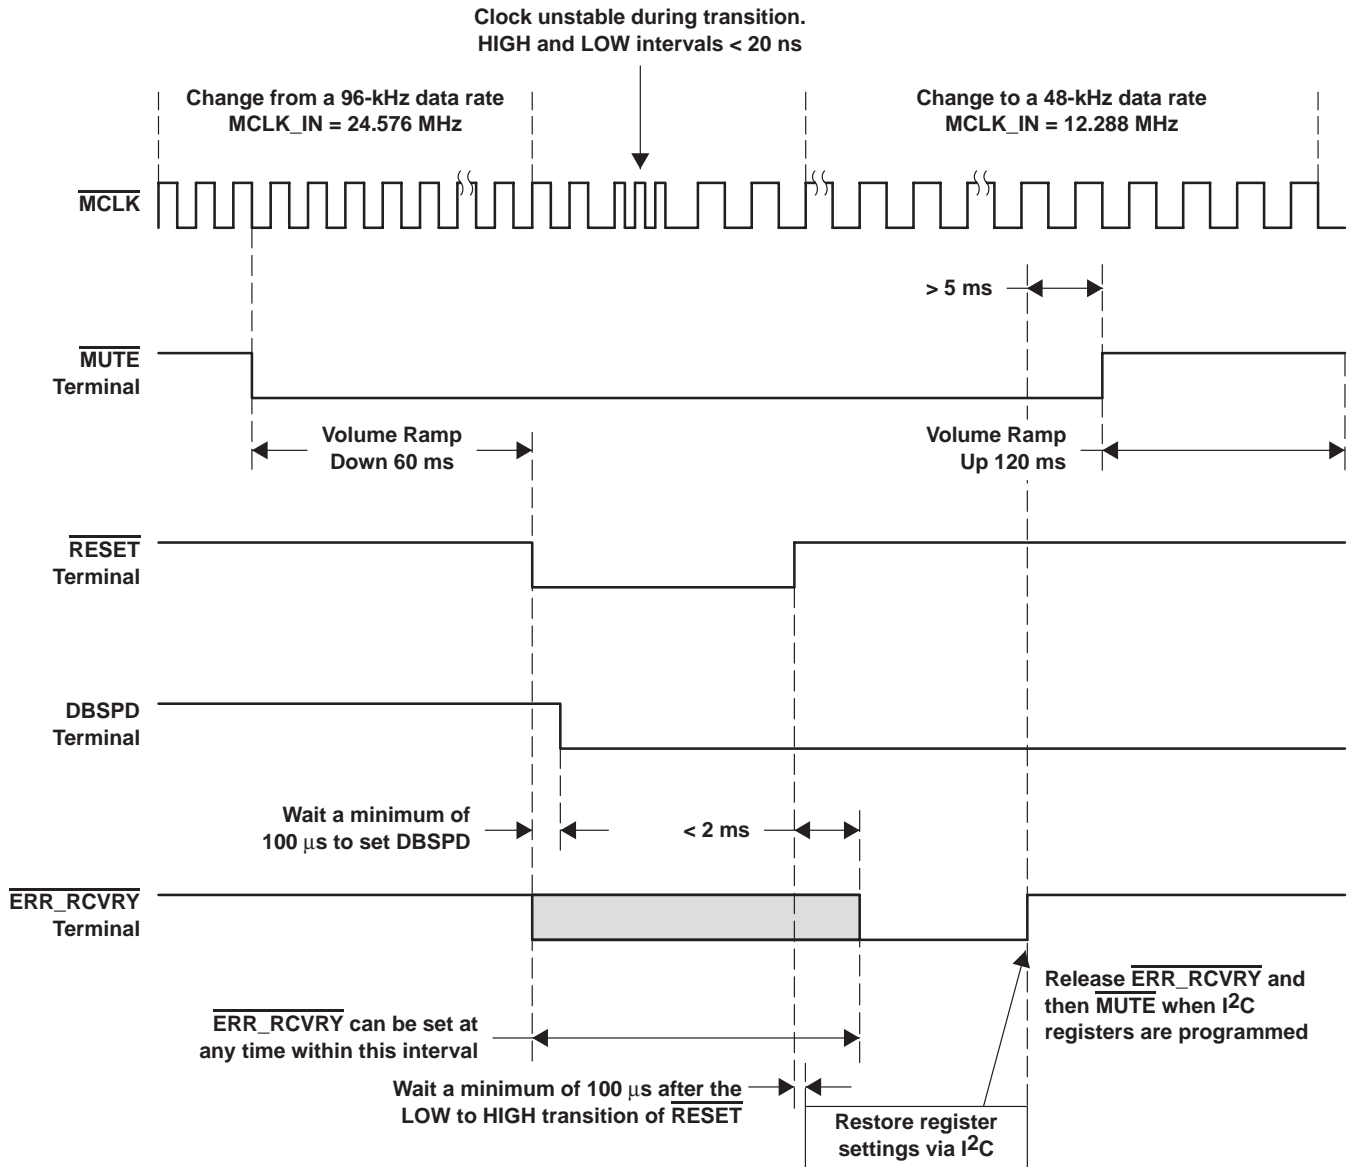 Clock unstable during transition.
HIGH and LOW intervals < 20 ns
Change from a 96-kHz data rate
MCLK_IN = 24.576 MHz
Change to a 48-kHz data rate
MCLK_IN = 12.288 MHz
MCLK
> 5 ms
MUTE
Terminal
Volume Ramp
Down 60 ms
Volume Ramp
Up 120 ms
RESET
Terminal
DBSPD
Terminal
Wait a minimum of
100 μs to set DBSPD
< 2 ms
ERR_RCVRY
Terminal
ERR_RCVRY can be set at
any time within this interval
Release ERR_RCVRY and
then MUTE when I²C
registers are programmed
Wait a minimum of 100 μs after the
LOW to HIGH transition of RESET
Restore register
settings via I²C